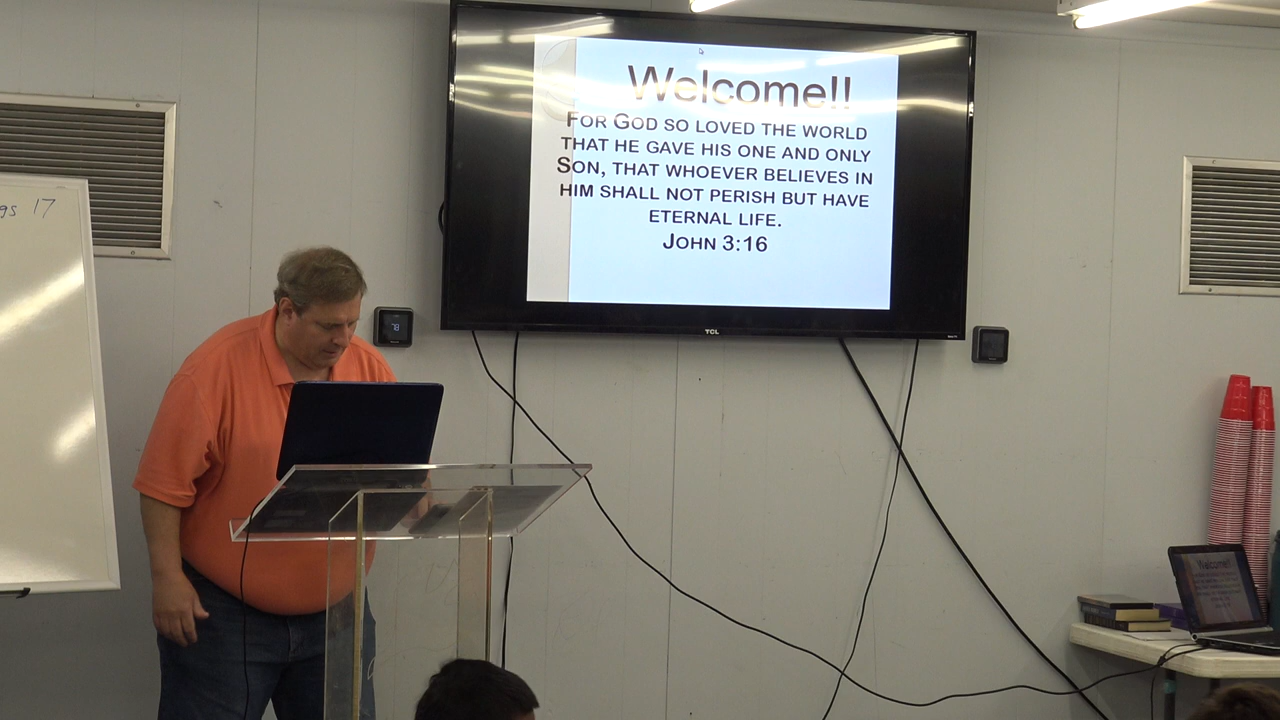 gs 17
Welcome!!
FOR GOD SO LOVED THE WORLD
THAT HE GAVE HIS ONE AND ONLY
SON, THAT WHOEVER BELIEVES IN
HIM SHALL NOT PERISH BUT HAVE
ETERNAL LIFE.
JOHN 3:16
TCL
78
Welcome!!